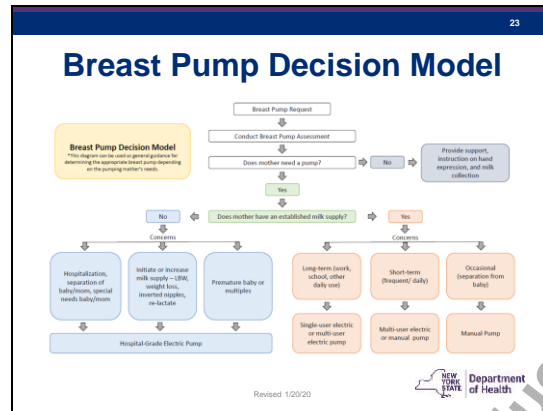 23
Breast Pump Decision Model
Breast Pump Request
Conduct Breast Pump Assessment
Does mother need a pump?
No
Provide support,
instruction on hand
expression, and milk
collection
Breast Pump Decision Model
*This diagram can be used as general guidance for
determining the appropriate breast pump depending
on the pumping mother's needs.
Yes
Does mother have an established milk supply?
No
Yes
Concerns
Concerns
Hospitalization,
separation of
baby/mom, special
needs baby/mom
Initiate or increase
milk supply – LBW,
weight loss,
inverted nipples,
re-lactate
Premature baby or
multiples
Long-term (work,
school, other
daily use)
Short-term
(frequent/ daily)
Occasional
(separation from
baby)
Hospital-Grade Electric Pump
Single-user electric
or multi-user
electric pump
Multi-user electric
or manual pump
Manual Pump
Revised 1/20/20
NEW
YORK
STATE
Department
of Health